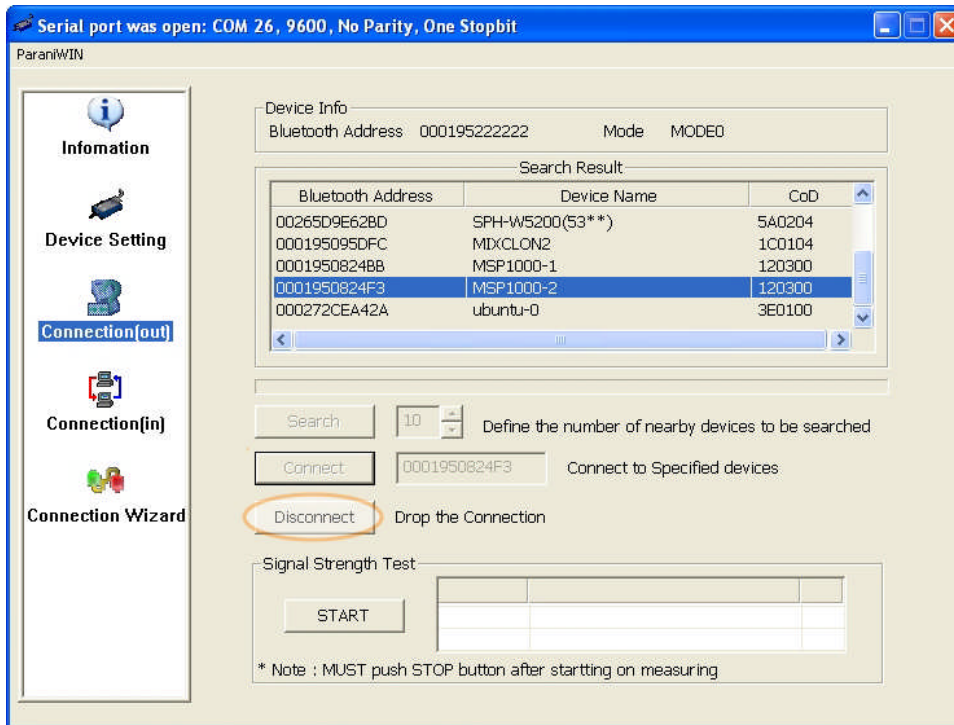 Serial port was open: COM 26, 9600, No Parity, One Stopbit
ParaniWIN
Infomation
Device Setting
Connection(out)
Connection(in)
Connection Wizard
Device Info
Bluetooth Address 000195222222 Mode MODE0
Search Result
Bluetooth Address Device Name CoD
00265D9E62BD SPH-W5200(53**) 5A0204
000195095DFC MIXCLON2 1C0104
0001950824BB MSP1000-1 120300
0001950824F3 MSP1000-2 120300
000272CEA42A ubuntu-0 3E0100
Search 10 Define the number of nearby devices to be searched
Connect 0001950824F3 Connect to Specified devices
Disconnect Drop the Connection
Signal Strength Test
START
* Note : MUST push STOP button after startting on measuring